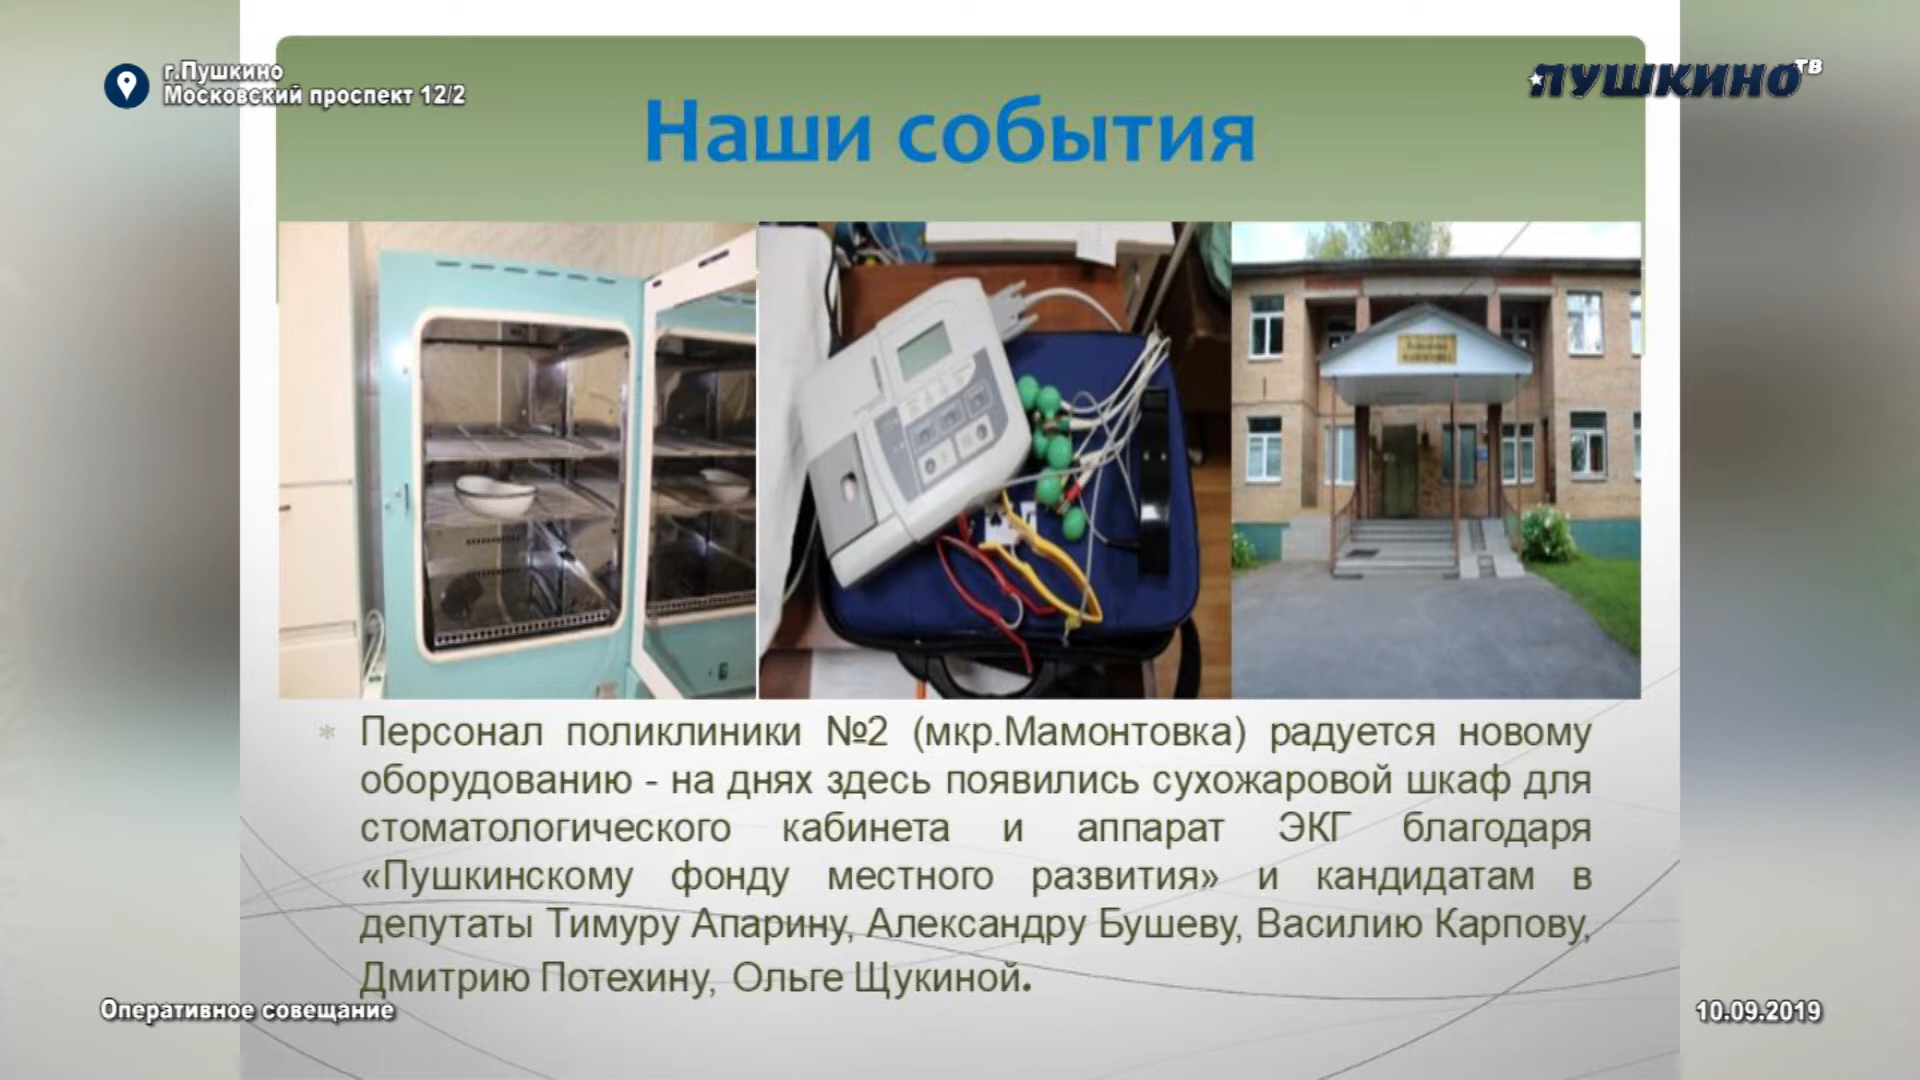 г.Пушкино
Московский проспект 12/2
ПУШКИНО ТВ
Наши события
Персонал поликлиники №2 (мкр.Мамонтовка) радуется новому
оборудованию - на днях здесь появились сухожаровой шкаф для
стоматологического кабинета и аппарат ЭКГ благодаря
«Пушкинскому фонду местного развития» и кандидатам в
депутаты Тимуру Апарину, Александру Бушеву, Василию Карпову,
Дмитрию Потехину, Ольге Щукиной.
Оперативное совещание
10.09.2019